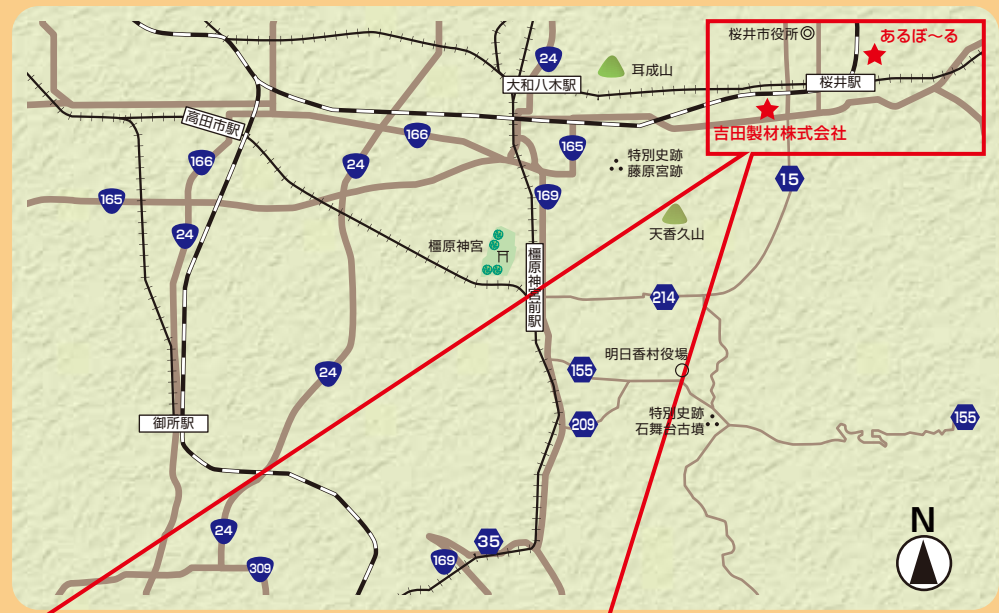 桜井市役所
あるぼ〜る
24
耳成山
大和八木駅
桜井駅
吉田製材株式会社
高田市駅
166
166
24
165
特別史跡
藤原宮跡
15
165
169
24
天香久山
橿原神宮
橿原神宮前駅
214
明日香村役場
155
24
209
特別史跡
石舞台古墳
155
御所駅
24
35
169
309
N